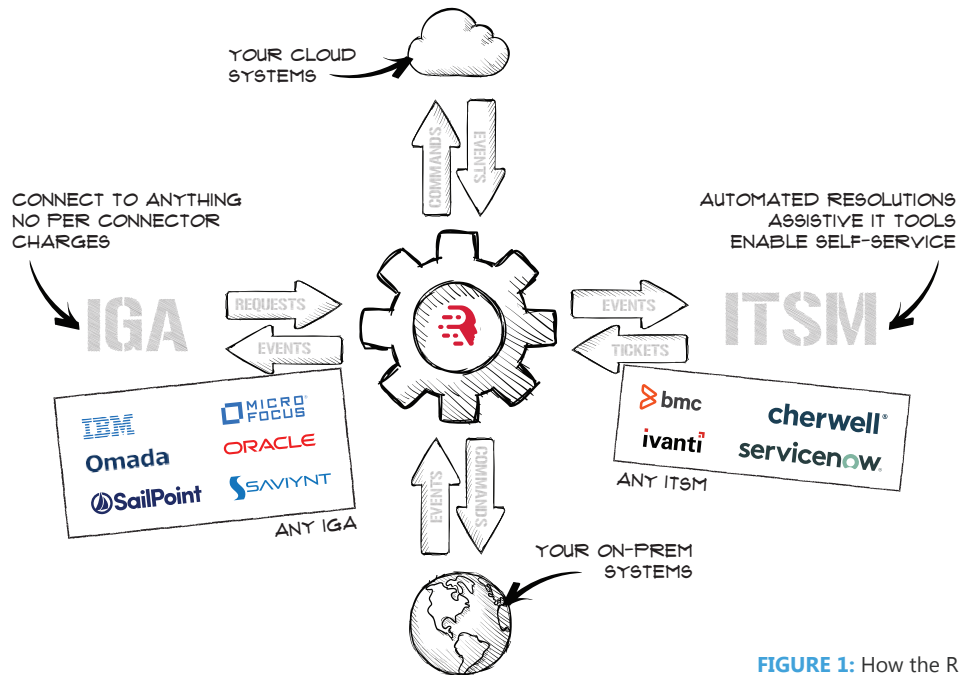 YOUR CLOUD
SYSTEMS
COMMANDS
EVENTS
CONNECT TO ANYTHING
NO PER CONNECTOR
CHARGES
AUTOMATED RESOLUTIONS
ASSISTIVE IT TOOLS
ENABLE SELF-SERVICE
IGA
REQUESTS
EVENTS
EVENTS
TICKETS
ITSM
IBM
MICRO
FOCUS
Omada
ORACLE
SailPoint
SAVIYNT
ANY IGA
bmc
cherwell
ivanti
servicenow
ANY ITSM
EVENTS
COMMANDS
YOUR ON-PREM
SYSTEMS
FIGURE 1: How the R